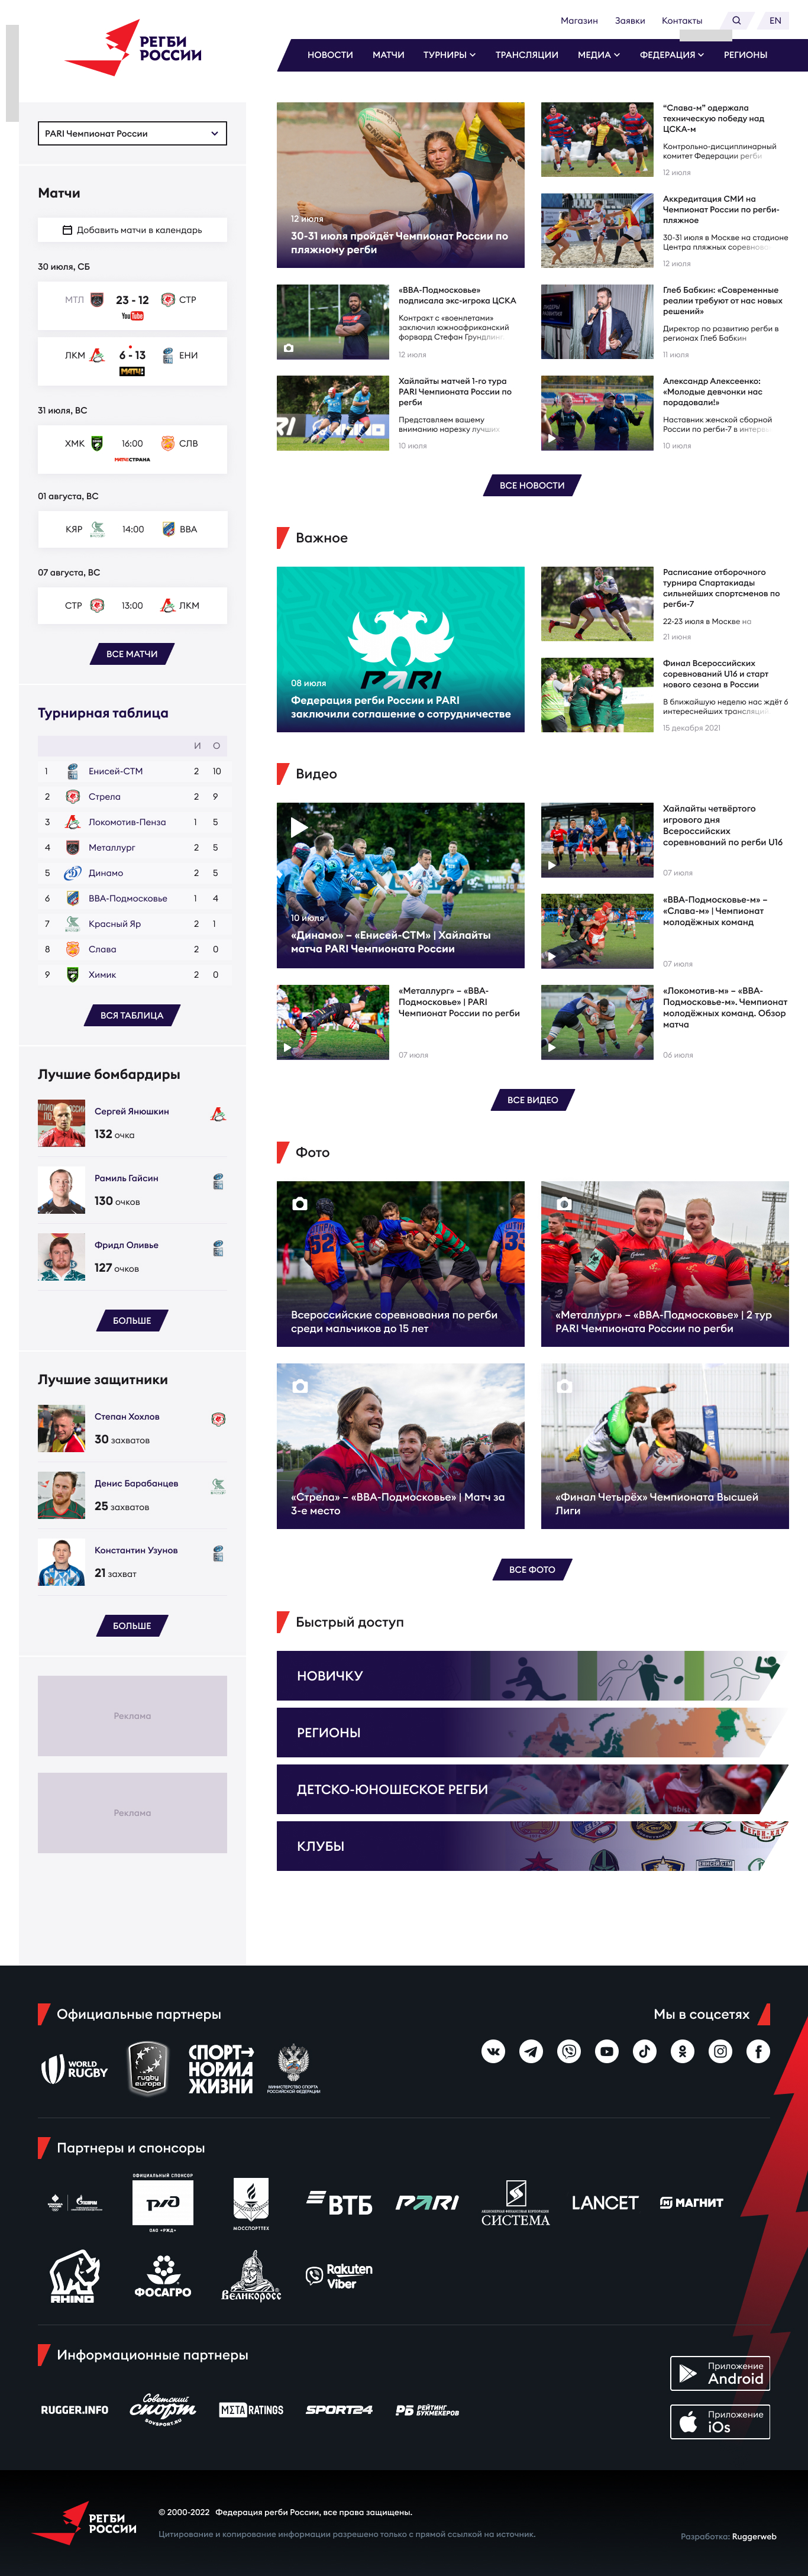 Магазин
Заявки
Контакты
EN
РЕГБИ
РОССИИ
НОВОСТИ
МАТЧИ
ТУРНИРЫ
ТРАНСЛЯЦИИ
МЕДИА
ФЕДЕРАЦИЯ
РЕГИОНЫ
PARI Чемпионат России
Матчи
Добавить матчи в календарь
30 июля, СБ
МТЛ 23 - 12 СТР
YouTube
ЛКМ 6 - 13 ЕНИ
МАТЧ!
31 июля, ВС
ХМК 16:00 СЛВ
МАТЧ!СТРАНА
01 августа, ВС
КЯР 14:00 ВВА
07 августа, ВС
СТР 13:00 ЛКМ
ВСЕ МАТЧИ
Турнирная таблица
И О
1 Енисей-СТМ 2 10
2 Стрела 2 9
3 Локомотив-Пенза 1 5
4 Металлург 2 5
5 Динамо 2 5
6 ВВА-Подмосковье 1 4
7 Красный Яр 2 1
8 Слава 2 0
9 Химик 2 0
ВСЯ ТАБЛИЦА
Лучшие бомбардиры
Сергей Янюшкин
132 очка
Рамиль Гайсин
130 очков
Фридл Оливье
127 очков
БОЛЬШЕ
Лучшие защитники
Степан Хохлов
30 захватов
Денис Барабанцев
25 захватов
Константин Узунов
21 захват
БОЛЬШЕ
Реклама
Реклама
12 июля
30-31 июля пройдёт Чемпионат России по
пляжному регби
“Слава-м” одержала
техническую победу над
ЦСКА-м
Контрольно-дисциплинарный
комитет Федерации регби
12 июля
Аккредитация СМИ на
Чемпионат России по регби-
пляжное
30-31 июля в Москве на стадионе
Центра пляжных соревнова
12 июля
«ВВА-Подмосковье»
подписала экс-игрока ЦСКА
Контракт с «военлетами»
заключил южноафриканский
форвард Стефан Грундлин
12 июля
Глеб Бабкин: «Современные
реалии требуют от нас новых
решений»
Директор по развитию регби в
регионах Глеб Бабкин
11 июля
Хайлайты матчей 1-го тура
PARI Чемпионата России по
регби
Представляем вашему
вниманию нарезку лучших
10 июля
Александр Алексеенко:
«Молодые девчонки нас
порадовали!»
Наставник женской сборной
России по регби-7 в интервь
10 июля
ВСЕ НОВОСТИ
Важное
PARI
08 июля
Федерация регби России и PARI
заключили соглашение о сотрудничестве
Расписание отборочного
турнира Спартакиады
сильнейших спортсменов по
регби-7
22-23 июля в Москве на
21 июня
Финал Всероссийских
соревнований U16 и старт
нового сезона в России
В ближайшую неделю нас ждёт 6
интереснейших трансляций
15 декабря 2021
Видео
10 июля
«Динамо» – «Енисей-СТМ» | Хайлайты
матча PARI Чемпионата России
Хайлайты четвёртого
игрового дня
Всероссийских
соревнований по регби U16
07 июля
«ВВА-Подмосковье-м» –
«Слава-м» | Чемпионат
молодёжных команд
07 июля
«Металлург» – «ВВА-
Подмосковье» | PARI
Чемпионат России по регби
07 июля
«Локомотив-м» – «ВВА-
Подмосковье-м». Чемпионат
молодёжных команд. Обзор
матча
06 июля
ВСЕ ВИДЕО
Фото
Всероссийские соревнования по регби
среди мальчиков до 15 лет
«Металлург» – «ВВА-Подмосковье» | 2 тур
PARI Чемпионата России по регби
«Стрела» – «ВВА-Подмосковье» | Матч за
3-е место
«Финал Четырёх» Чемпионата Высшей
Лиги
ВСЕ ФОТО
Быстрый доступ
НОВИЧКУ
РЕГИОНЫ
ДЕТСКО-ЮНОШЕСКОЕ РЕГБИ
КЛУБЫ
Официальные партнеры
Мы в соцсетях
WORLD
RUGBY
rugby
europe
СПОРТ→
НОРМА
ЖИЗНИ
МИНИСТЕРСТВО СПОРТА
РОССИЙСКОЙ ФЕДЕРАЦИИ
Партнеры и спонсоры
ОФИЦИАЛЬНЫЙ СПОНСОР
ОАО «РЖД»
МОССПОРТТЕХ
ВТБ
PARI
СИСТЕМА
LANCET
МАГНИТ
RHINO
ФОСАГРО
Великоросс
Rakuten
Viber
Информационные партнеры
RUGGER.INFO
Советский
спорт
SOVSPORT.RU
METARATINGS
SPORT24
РБ РЕЙТИНГ
БУКМЕКЕРОВ
Приложение
Android
Приложение
iOs
РЕГБИ
РОССИИ
© 2000-2022 Федерация регби России, все права защищены.
Цитирование и копирование информации разрешено только с прямой ссылкой на источник.
Разработка: Ruggerweb